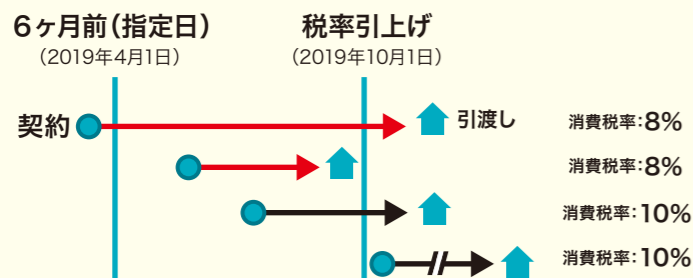 6ヶ月前(指定日)
(2019年4月1日)
税率引上げ
(2019年10月1日)
契約
引渡し
消費税率:8%
消費税率:8%
消費税率:10%
消費税率:10%